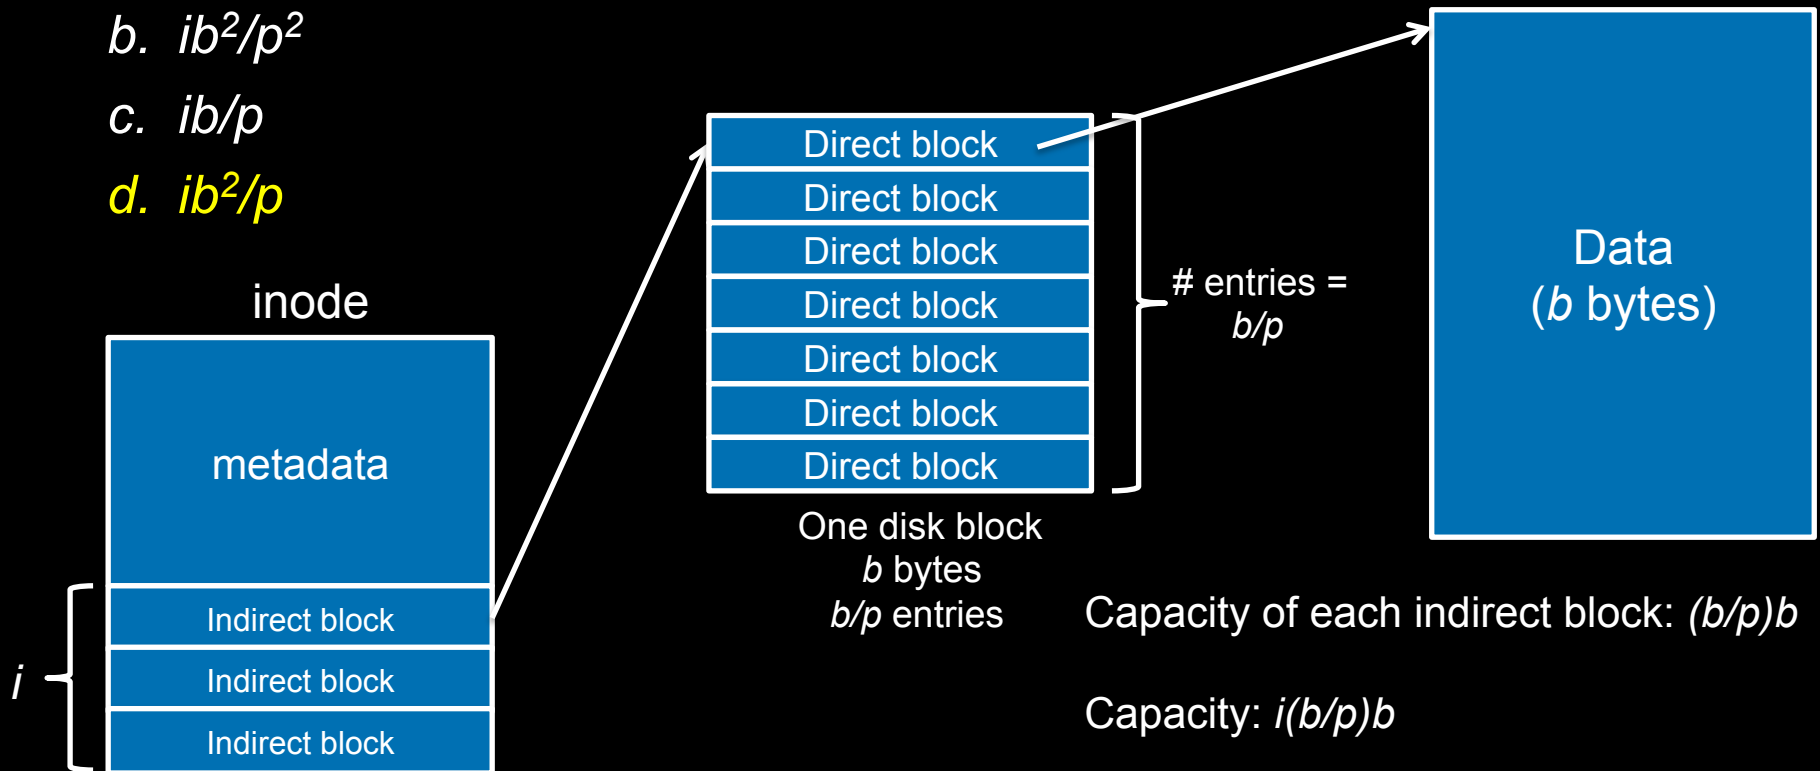 b. ib²/p²
c. ib/p
d. ib²/p
inode
metadata
Indirect block
Indirect block
Indirect block
i
Direct block
Direct block
Direct block
Direct block
Direct block
Direct block
Direct block
# entries =
b/p
One disk block
b bytes
b/p entries
Data
(b bytes)
Capacity of each indirect block: (b/p)b
Capacity: i(b/p)b